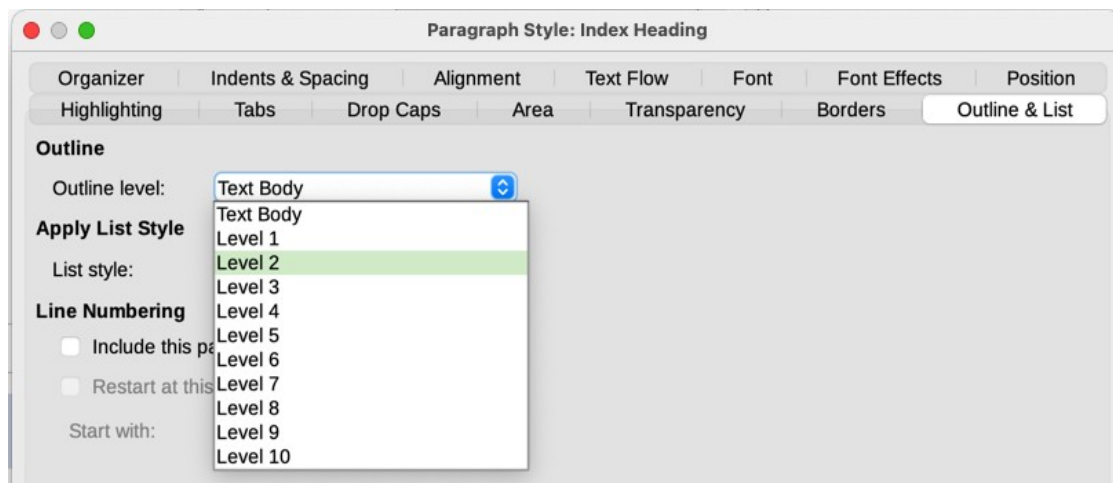 Paragraph Style: Index Heading
Organizer Indents & Spacing Alignment Text Flow Font Font Effects Position
Highlighting Tabs Drop Caps Area Transparency Borders Outline & List
Outline
Outline level: Text Body
Text Body
Apply List Style
Level 1
Level 2
List style:
Level 3
Line Numbering
Level 4
Include this pa
Level 5
Level 6
Restart at this
Level 7
Level 8
Start with:
Level 9
Level 10